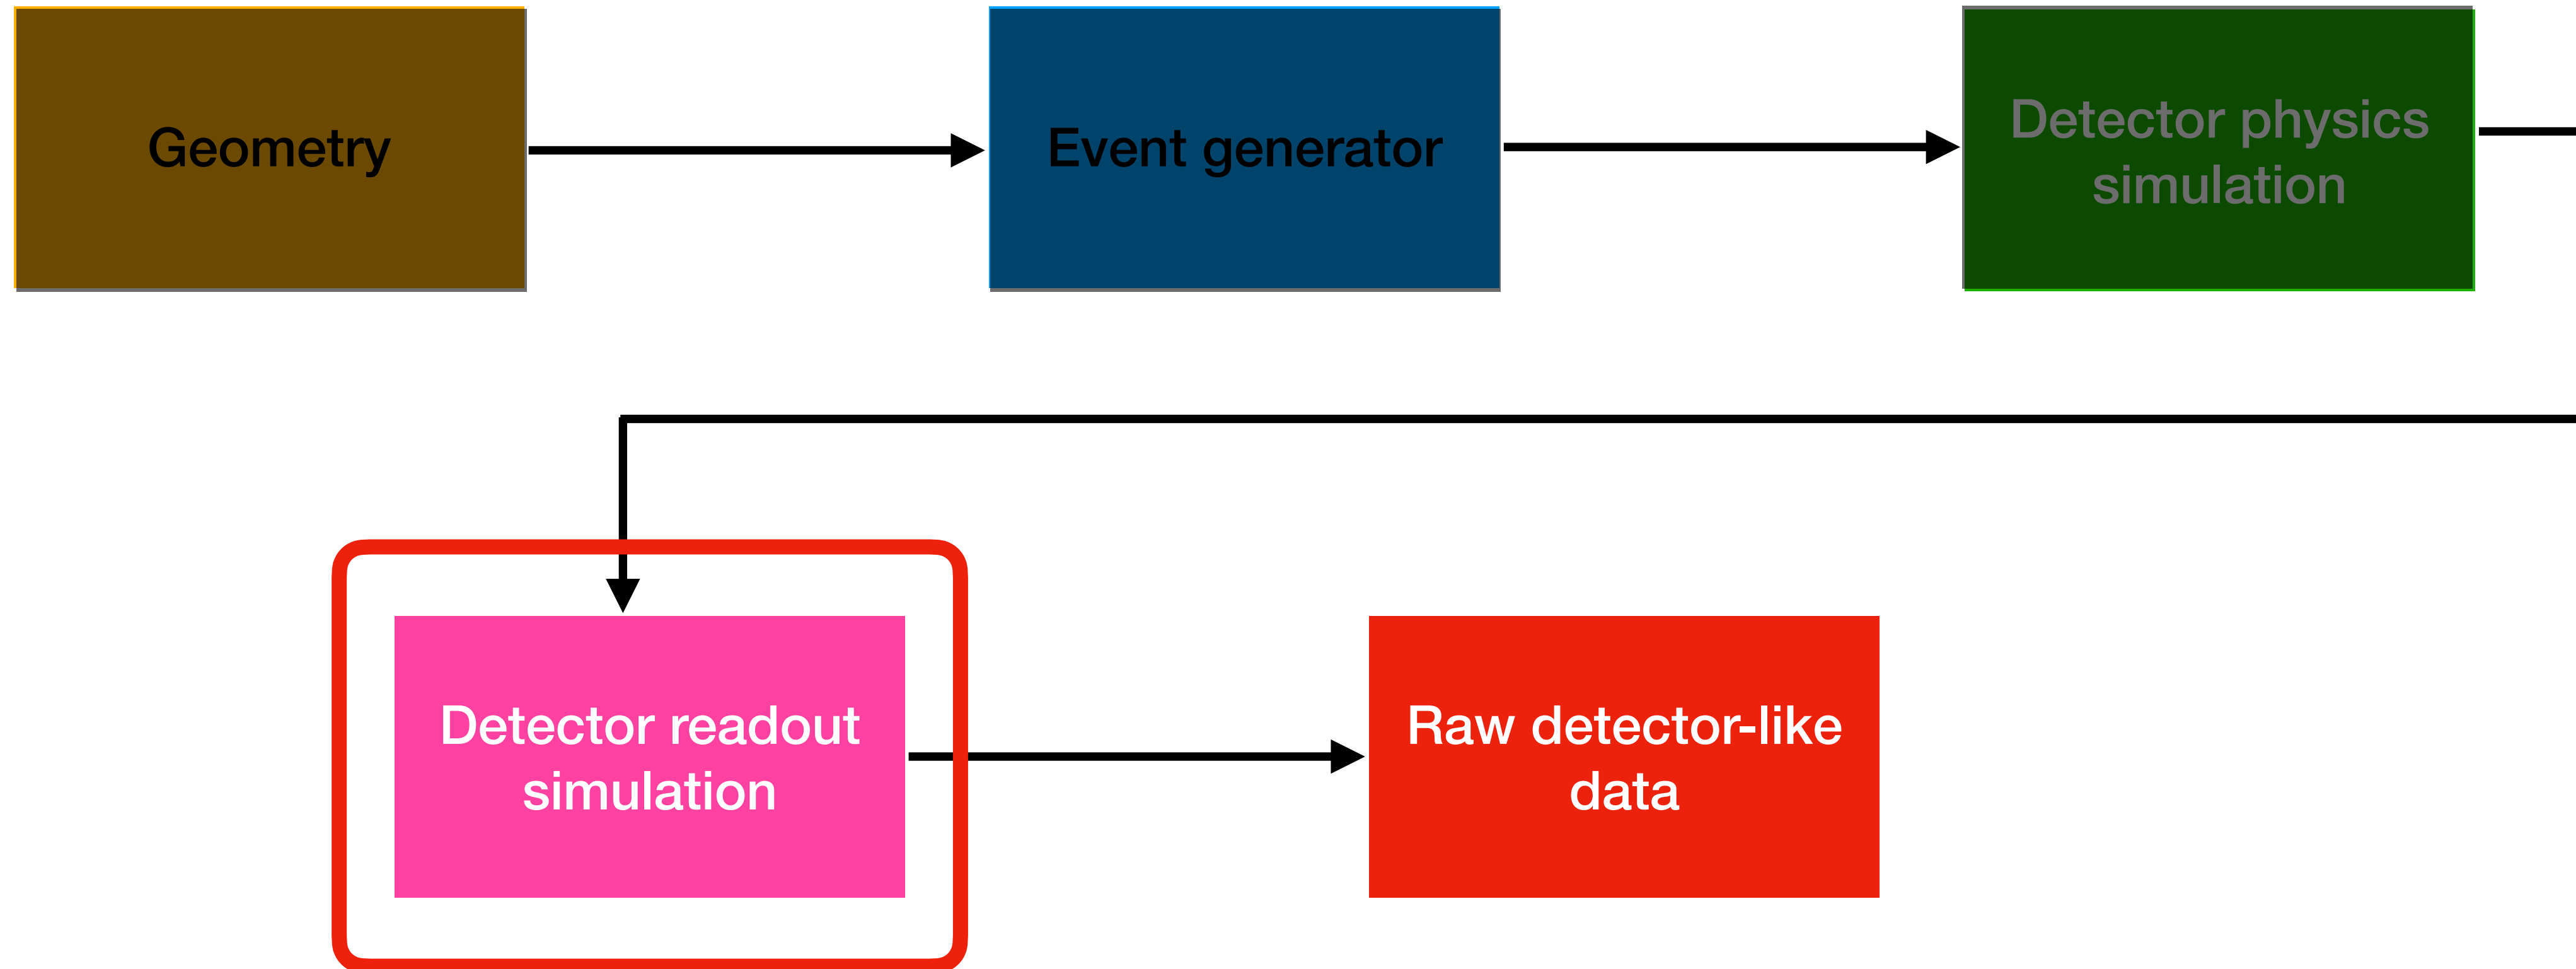 Geometry
Event generator
Detector physics
simulation
Detector readout
simulation
Raw detector-like
data